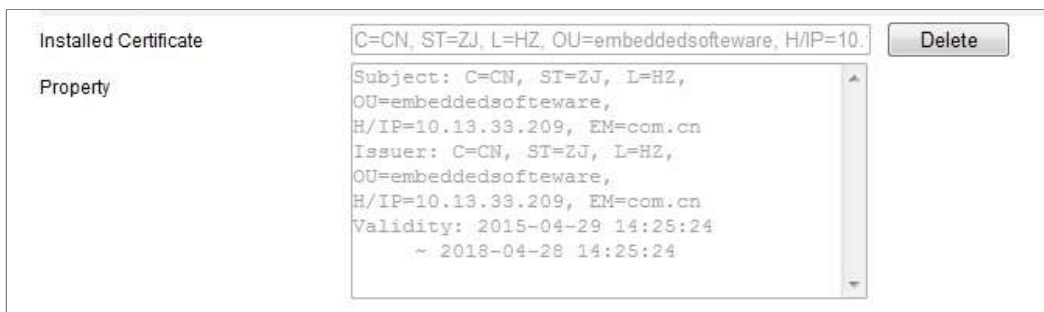 Installed Certificate
C=CN, ST=ZJ, L=HZ, OU=embeddedsofteware, H/IP=10.
Delete
Property
Subject: C=CN, ST=ZJ, L=HZ,
OU=embeddedsofteware,
H/IP=10.13.33.209, EM=com.cn
Issuer: C=CN, ST=ZJ, L=HZ,
OU=embeddedsofteware,
H/IP=10.13.33.209, EM=com.cn
Validity: 2015-04-29 14:25:24
~ 2018-04-28 14:25:24